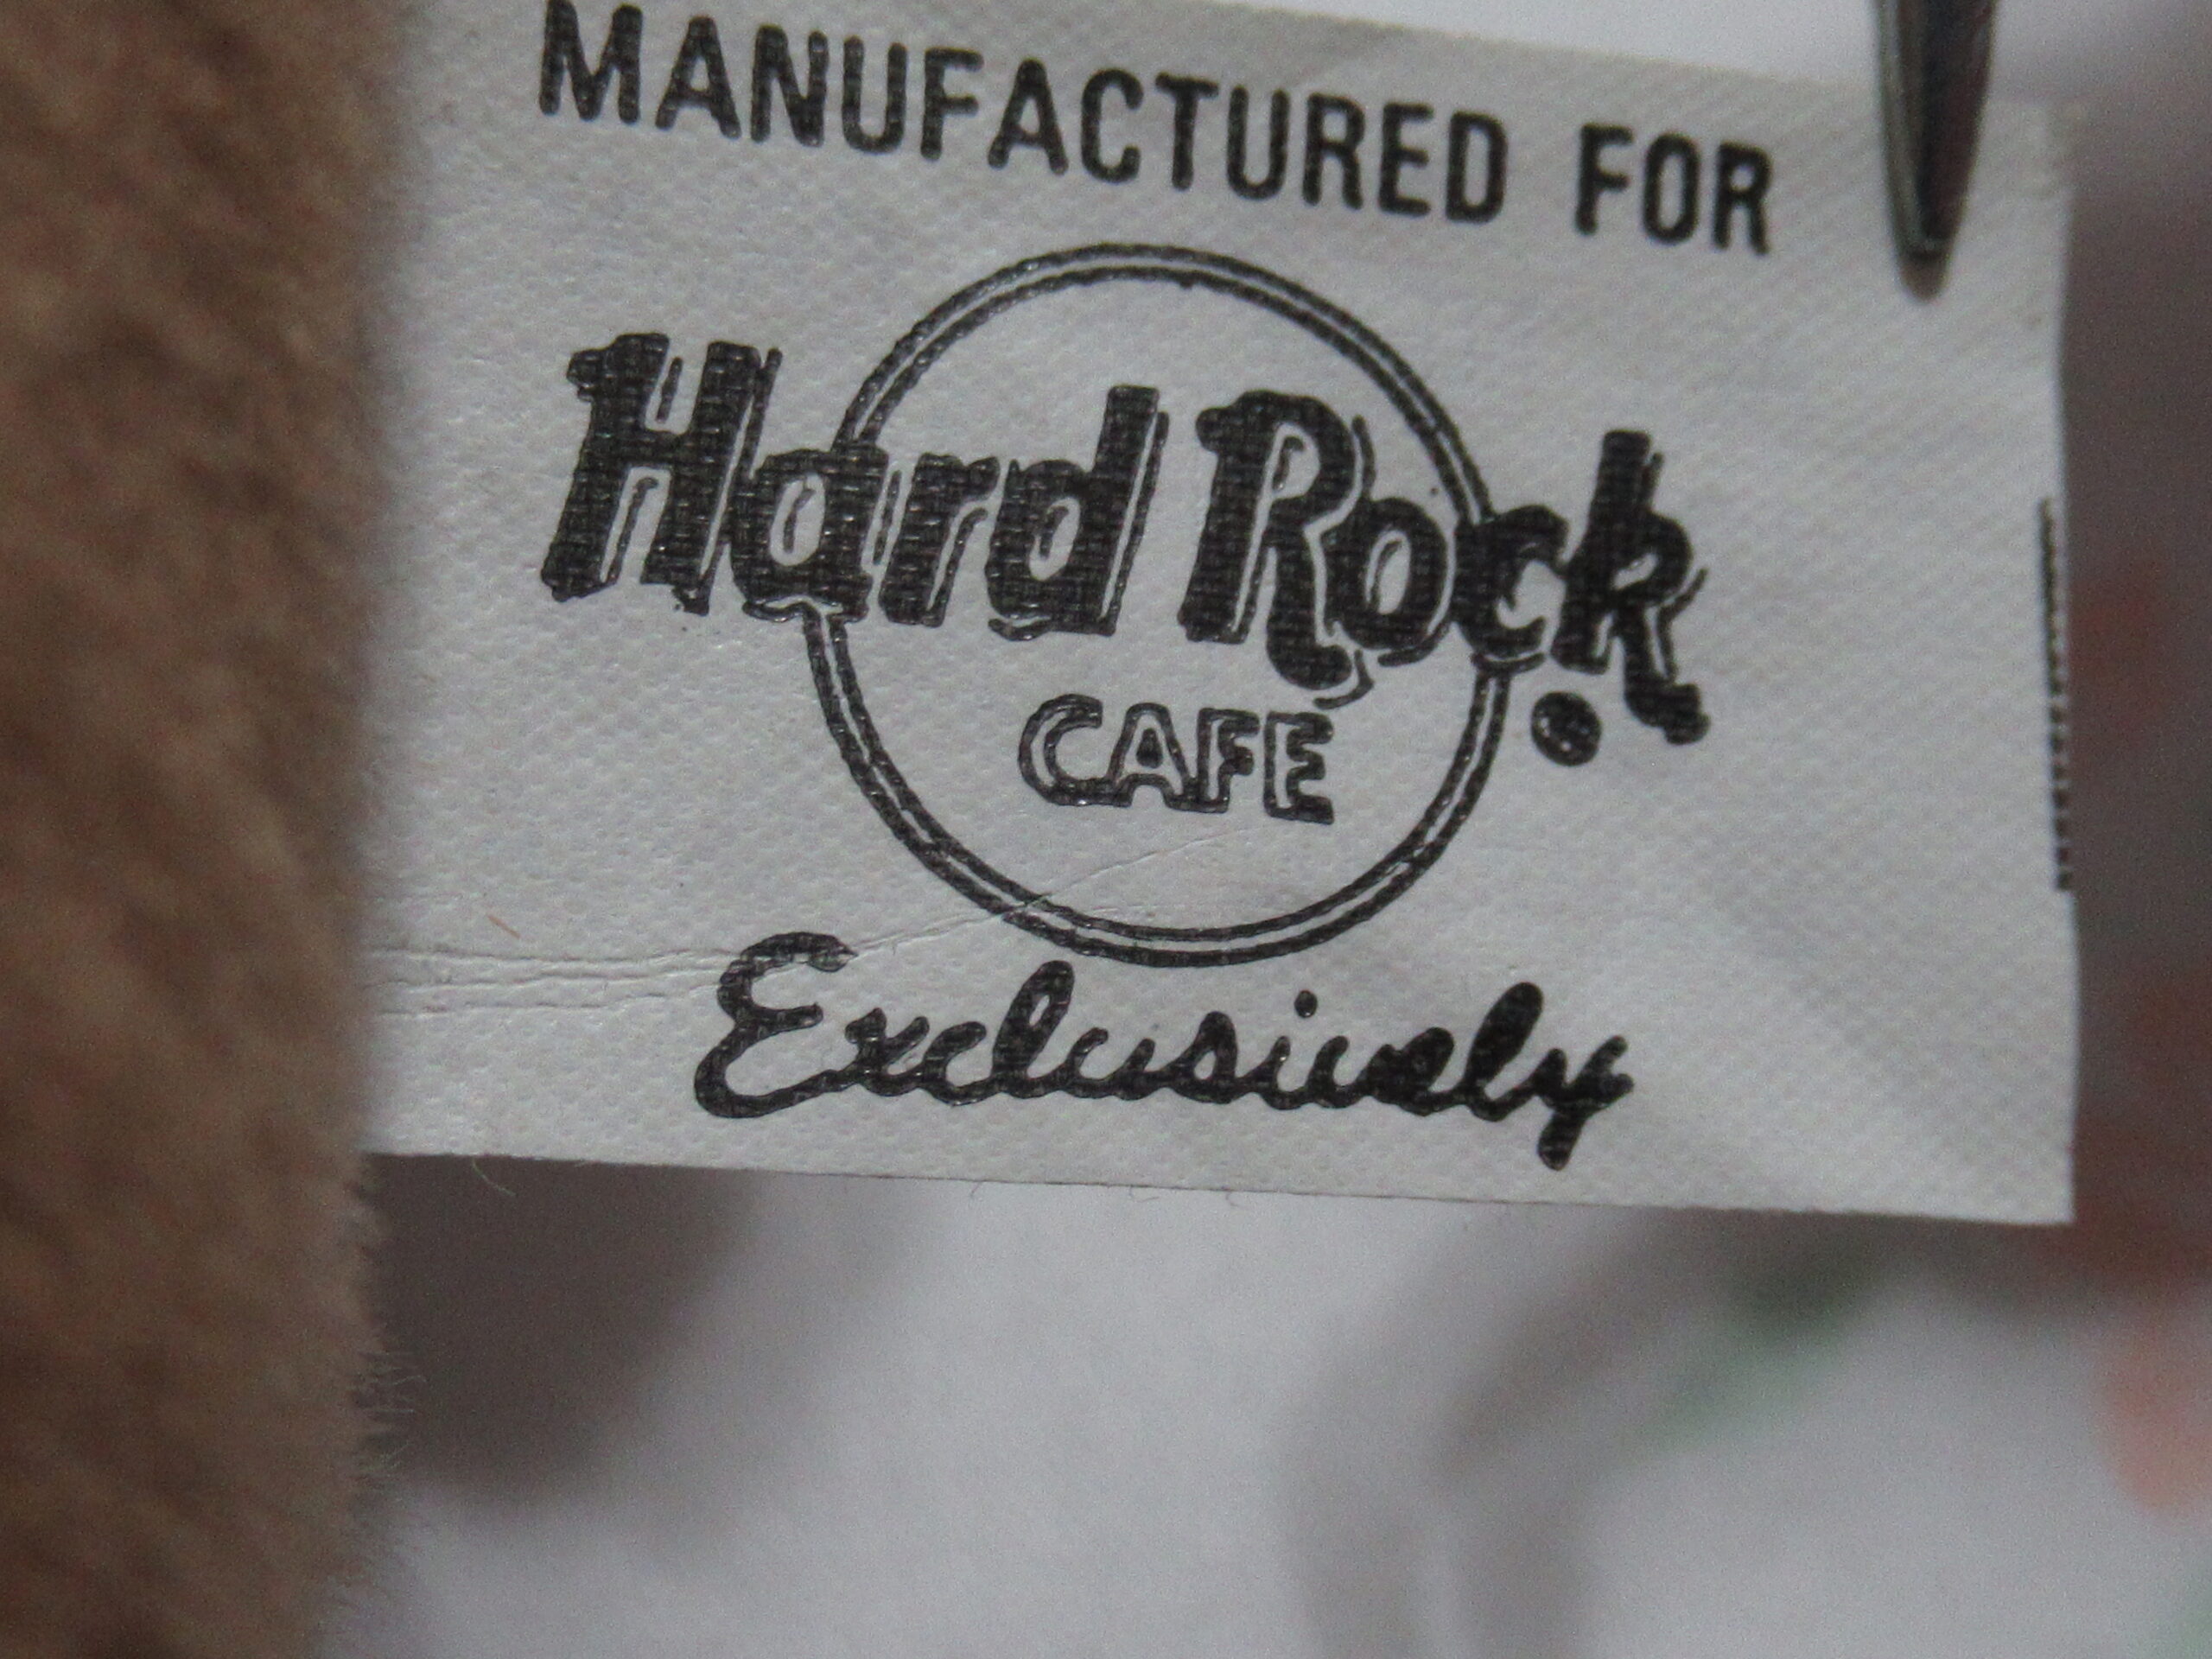 MANUFACTURED FOR
Hard Rock
CAFE
Exclusively